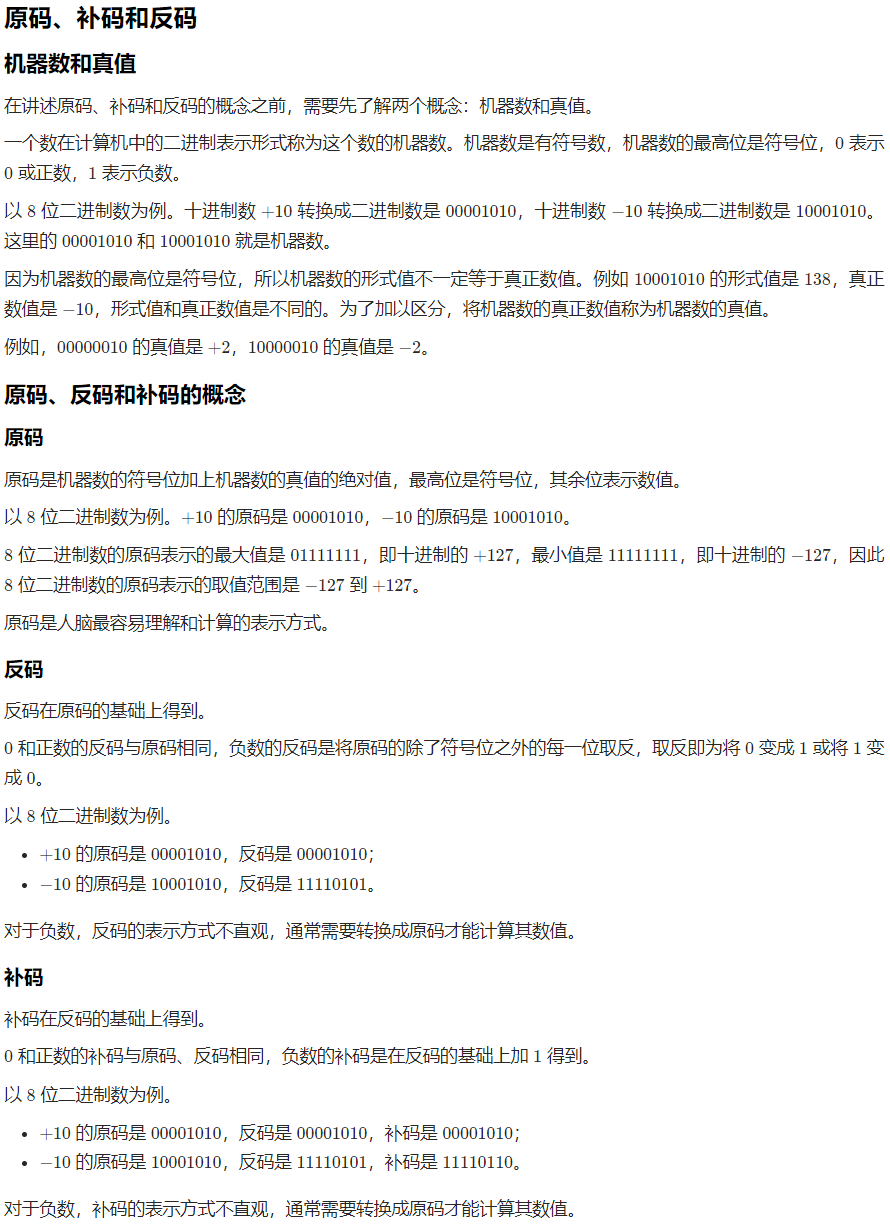 原码、补码和反码
机器数和真值
在讲述原码、补码和反码的概念之前，需要先了解两个概念：机器数和真值。
一个数在计算机中的二进制表示形式称为这个数的机器数。机器数是有符号数，机器数的最高位是符号位，0 表示
0 或正数，1 表示负数。
以 8 位二进制数为例。十进制数 +10 转换成二进制数是 00001010，十进制数 −10 转换成二进制数是 10001010。
这里的 00001010 和 10001010 就是机器数。
因为机器数的最高位是符号位，所以机器数的形式值不一定等于真正数值。例如 10001010 的形式值是 138，真正
数值是 −10，形式值和真正数值是不同的。为了加以区分，将机器数的真正数值称为机器数的真值。
例如，00000010 的真值是 +2，10000010 的真值是 −2。
原码、反码和补码的概念
原码
原码是机器数的符号位加上机器数的真值的绝对值，最高位是符号位，其余位表示数值。
以 8 位二进制数为例。+10 的原码是 00001010，−10 的原码是 10001010。
8 位二进制数的原码表示的最大值是 01111111，即十进制的 +127，最小值是 11111111，即十进制的 −127，因此
8 位二进制数的原码表示的取值范围是 −127 到 +127。
原码是人脑最容易理解和计算的表示方式。
反码
反码在原码的基础上得到。
0 和正数的反码与原码相同，负数的反码是将原码的除了符号位之外的每一位取反，取反即为将 0 变成 1 或将 1 变
成 0。
以 8 位二进制数为例。
• +10 的原码是 00001010，反码是 00001010；
• −10 的原码是 10001010，反码是 11110101。
对于负数，反码的表示方式不直观，通常需要转换成原码才能计算其数值。
补码
补码在反码的基础上得到。
0 和正数的补码与原码、反码相同，负数的补码是在反码的基础上加 1 得到。
以 8 位二进制数为例。
• +10 的原码是 00001010，反码是 00001010，补码是 00001010；
• −10 的原码是 10001010，反码是 11110101，补码是 11110110。
对于负数，补码的表示方式不直观，通常需要转换成原码才能计算其数值。